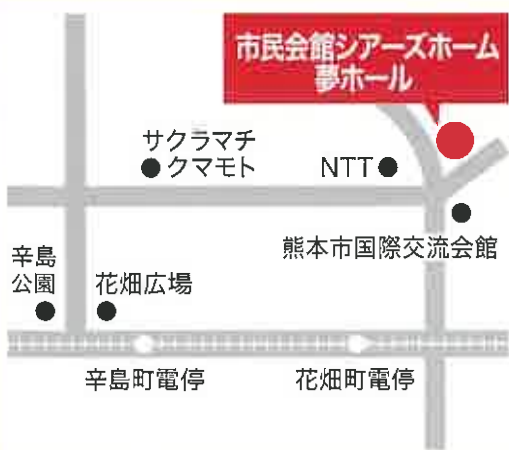 市民会館シアーズホーム
夢ホール
サクラマチ
クマモト
NTT
熊本市国際交流会館
辛島
公園
花畑広場
辛島町電停
花畑町電停